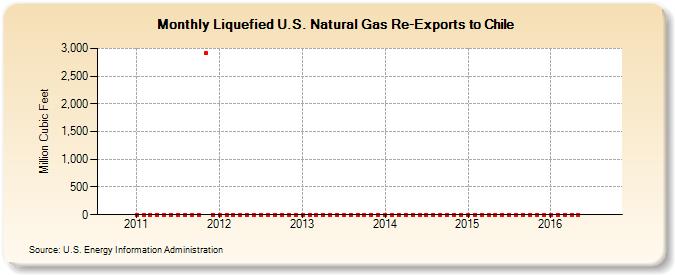 Monthly Liquefied U.S. Natural Gas Re-Exports to Chile
Million Cubic Feet
3,000
2,500
2,000
1,500
1,000
500
0
2011 2012 2013 2014 2015 2016
Source: U.S. Energy Information Administration